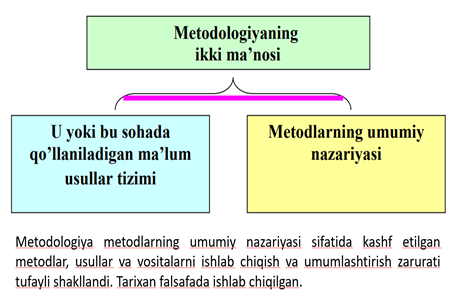 Metodologiyaning
ikki ma’nosi
U yoki bu sohada
qo’llaniladigan ma’lum
usullar tizimi
Metodlarning umumiy
nazariyasi
Metodologiya metodlarning umumiy nazariyasi sifatida kashf etilgan
metodlar, usullar va vositalarni ishlab chiqish va umumlashtirish zarurati
tufayli shakllandi. Tarixan falsafada ishlab chiqilgan.